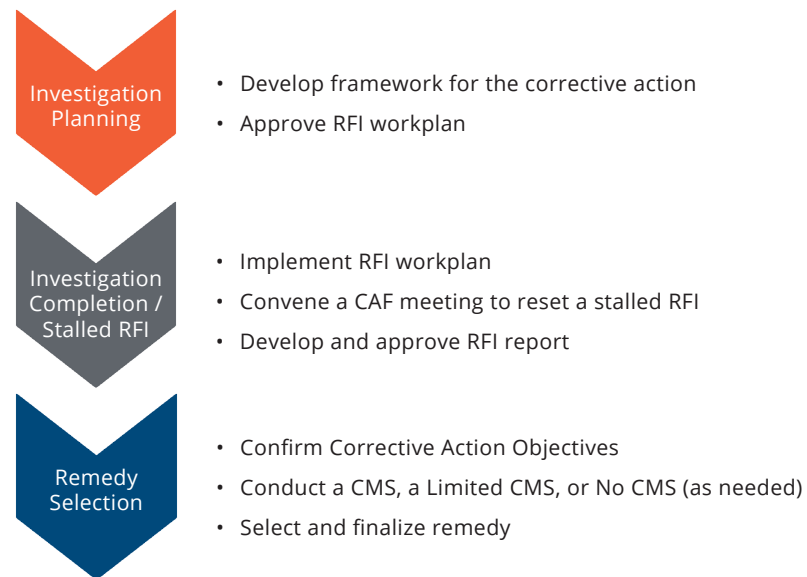 Investigation
Planning
• Develop framework for the corrective action
• Approve RFI workplan
Investigation
Completion /
Stalled RFI
• Implement RFI workplan
• Convene a CAF meeting to reset a stalled RFI
• Develop and approve RFI report
Remedy
Selection
• Confirm Corrective Action Objectives
• Conduct a CMS, a Limited CMS, or No CMS (as needed)
• Select and finalize remedy